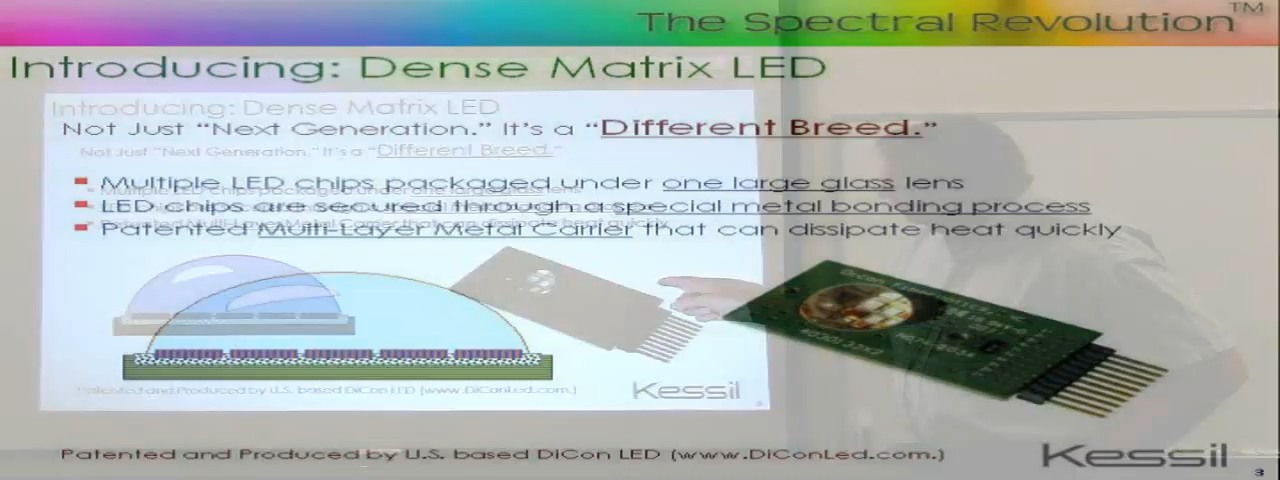 The Spectral Revolution™
Introducing: Dense Matrix LED
Introducing: Dense Matrix LED
Not Just "Next Generation." It's a "Different Breed."
Not Just "Next Generation." It's a "Different Breed."
Multiple LED chips packaged under one large glass lens
LED chips are secured through a special metal bonding process
Patented Multi-Layer Metal Carrier that can dissipate heat quickly
Patented and Produced by U.S. based DiCon LED (www.DiConLed.com.)
Kessil
Patented and Produced by U.S. based DiCon LED (www.DiConLed.com.)
Kessil
3